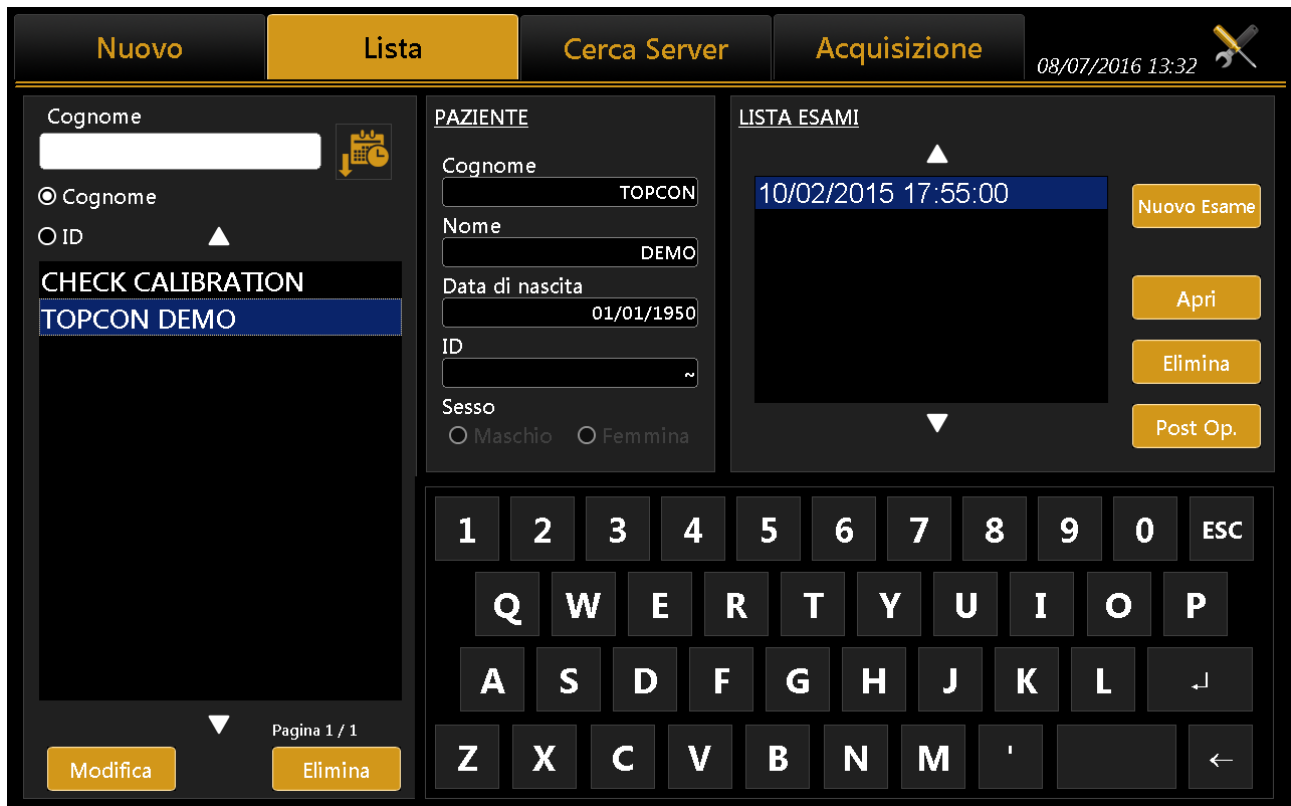 Nuovo
Lista
Cerca Server
Acquisizione
08/07/2016 13:32
Cognome
Cognome
ID
CHECK CALIBRATION
TOPCON DEMO
Pagina 1 / 1
Modifica
Elimina
PAZIENTE
Cognome
TOPCON
Nome
DEMO
Data di nascita
01/01/1950
ID
~
Sesso
Maschio Femmina
LISTA ESAMI
10/02/2015 17:55:00
Nuovo Esame
Apri
Elimina
Post Op.
1 2 3 4 5 6 7 8 9 0 ESC
Q W E R T Y U I O P
A S D F G H J K L ↵
Z X C V B N M ' ←